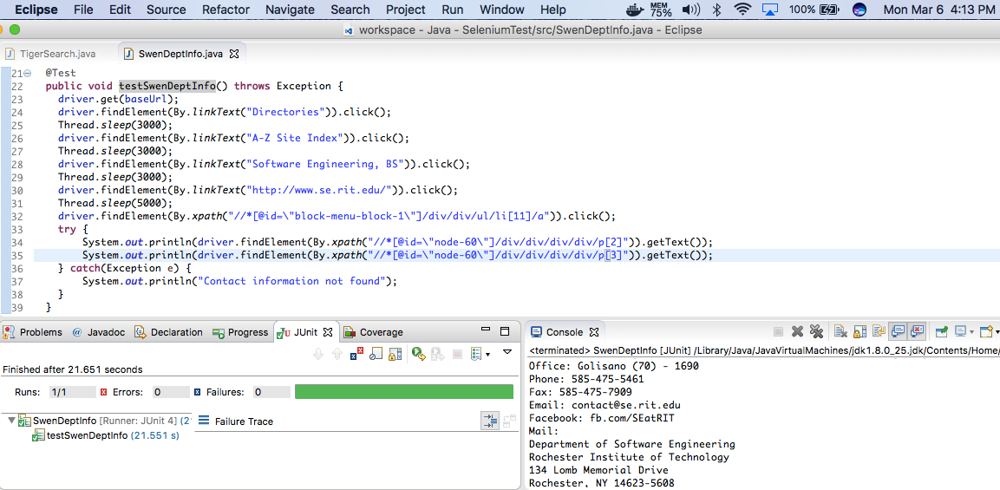 Eclipse File Edit Source Refactor Navigate Search Project Run Window Help MEM 75% 100% Mon Mar 6 4:13 PM
workspace - Java - SeleniumTest/src/SwenDeptInfo.java - Eclipse
TigerSearch.java SwenDeptInfo.java
21 @Test
22 public void testSwenDeptInfo() throws Exception {
23 driver.get(baseUrl);
24 driver.findElement(By.linkText("Directories")).click();
25 Thread.sleep(3000);
26 driver.findElement(By.linkText("A-Z Site Index")).click();
27 Thread.sleep(3000);
28 driver.findElement(By.linkText("Software Engineering, BS")).click();
29 Thread.sleep(3000);
30 driver.findElement(By.linkText("http://www.se.rit.edu/")).click();
31 Thread.sleep(5000);
32 driver.findElement(By.xpath("//*[@id=\"block-menu-block-1\"]/div/div/ul/li[11]/a")).click();
33 try {
34 System.out.println(driver.findElement(By.xpath("//*[@id=\"node-60\"]/div/div/div/div/p[2]")).getText());
35 System.out.println(driver.findElement(By.xpath("//*[@id=\"node-60\"]/div/div/div/div/p[3]")).getText());
36 } catch(Exception e) {
37 System.out.println("Contact information not found");
38 }
39 }
Problems @ Javadoc Declaration Progress JUnit Coverage
Finished after 21.651 seconds
Runs: 1/1 Errors: 0 Failures: 0
SwenDeptInfo [Runner: JUnit 4] (21 Failure Trace
testSwenDeptInfo (21.551 s)
Console
<terminated> SwenDeptInfo [JUnit] /Library/Java/JavaVirtualMachines/jdk1.8.0_25.jdk/Contents/Home/
Office: Golisano (70) - 1690
Phone: 585-475-5461
Fax: 585-475-7909
Email: contact@se.rit.edu
Facebook: fb.com/SEatRIT
Mail:
Department of Software Engineering
Rochester Institute of Technology
134 Lomb Memorial Drive
Rochester, NY 14623-5608